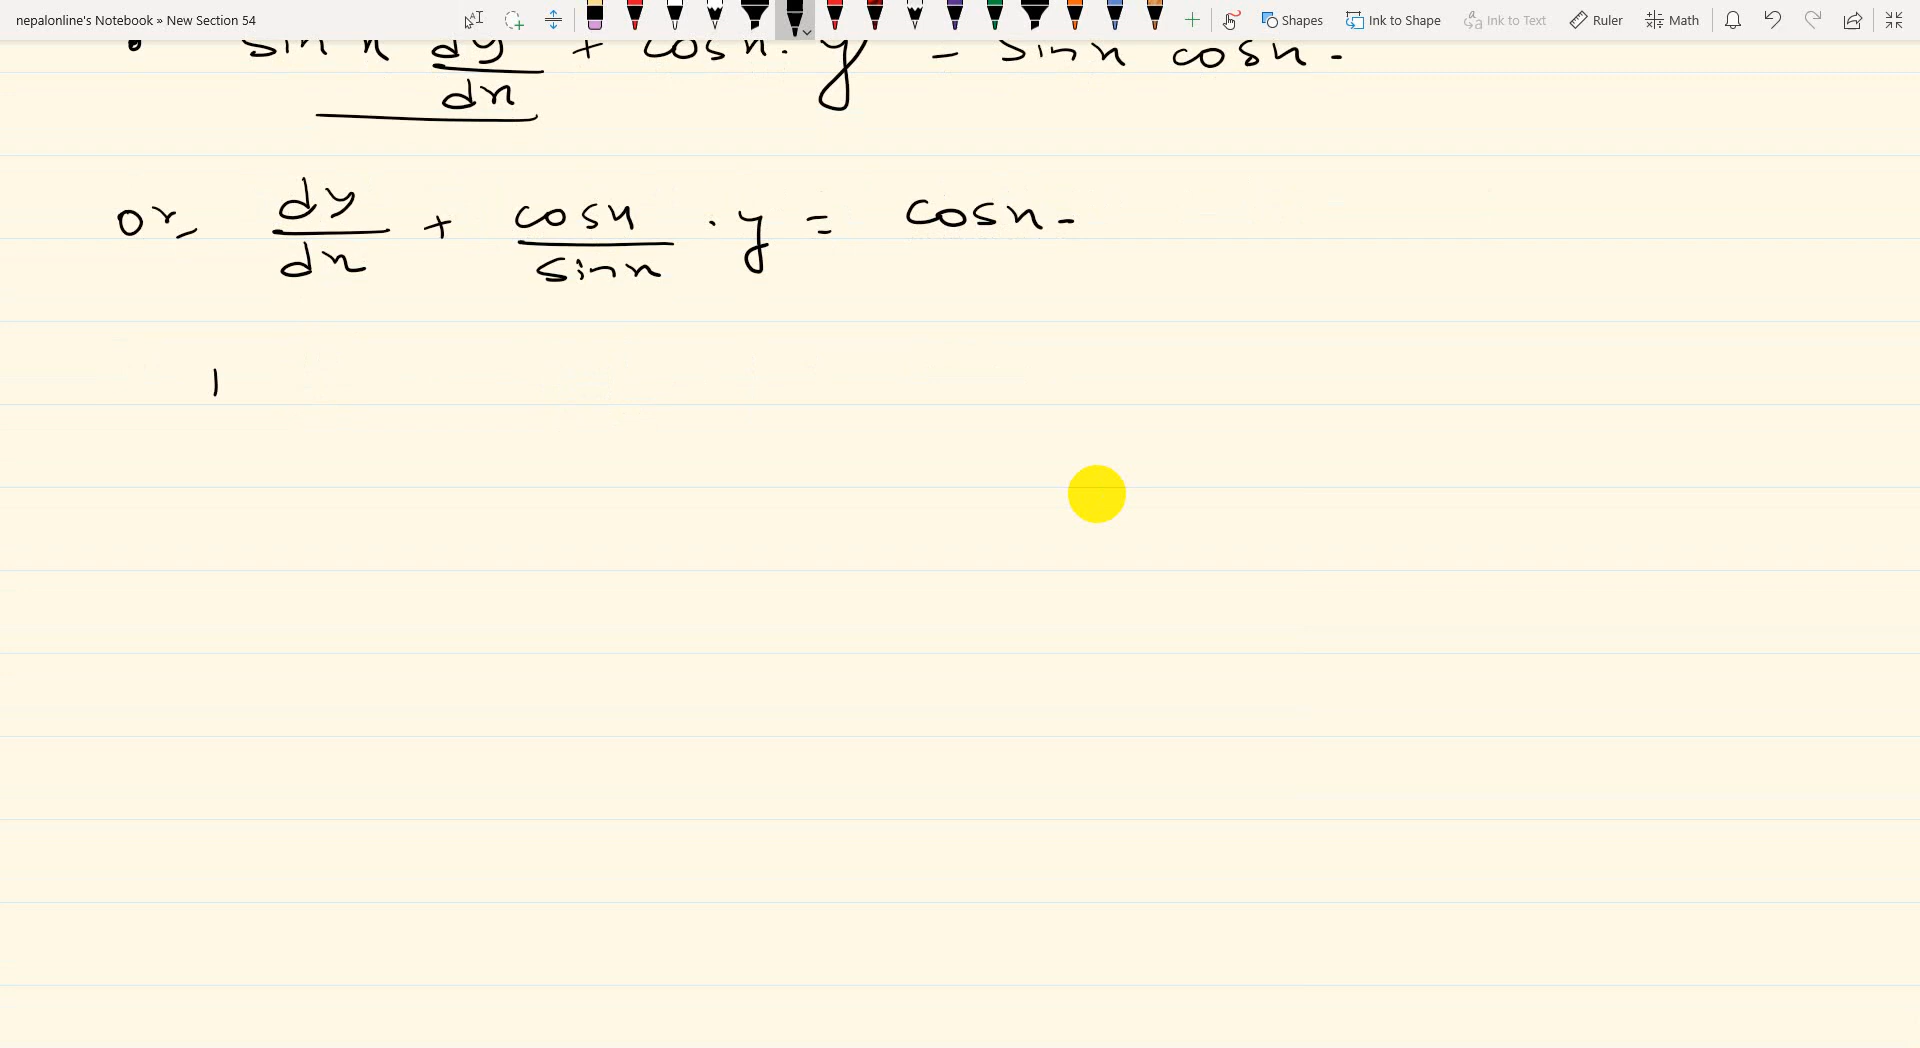 nepalonline's Notebook » New Section 54 Shapes Ink to Shape Ink to Text Ruler Math
sin x dy/dx + cos x . y = sin x cos x .
or, dy/dx + cos x/sin x . y = cos x .
I